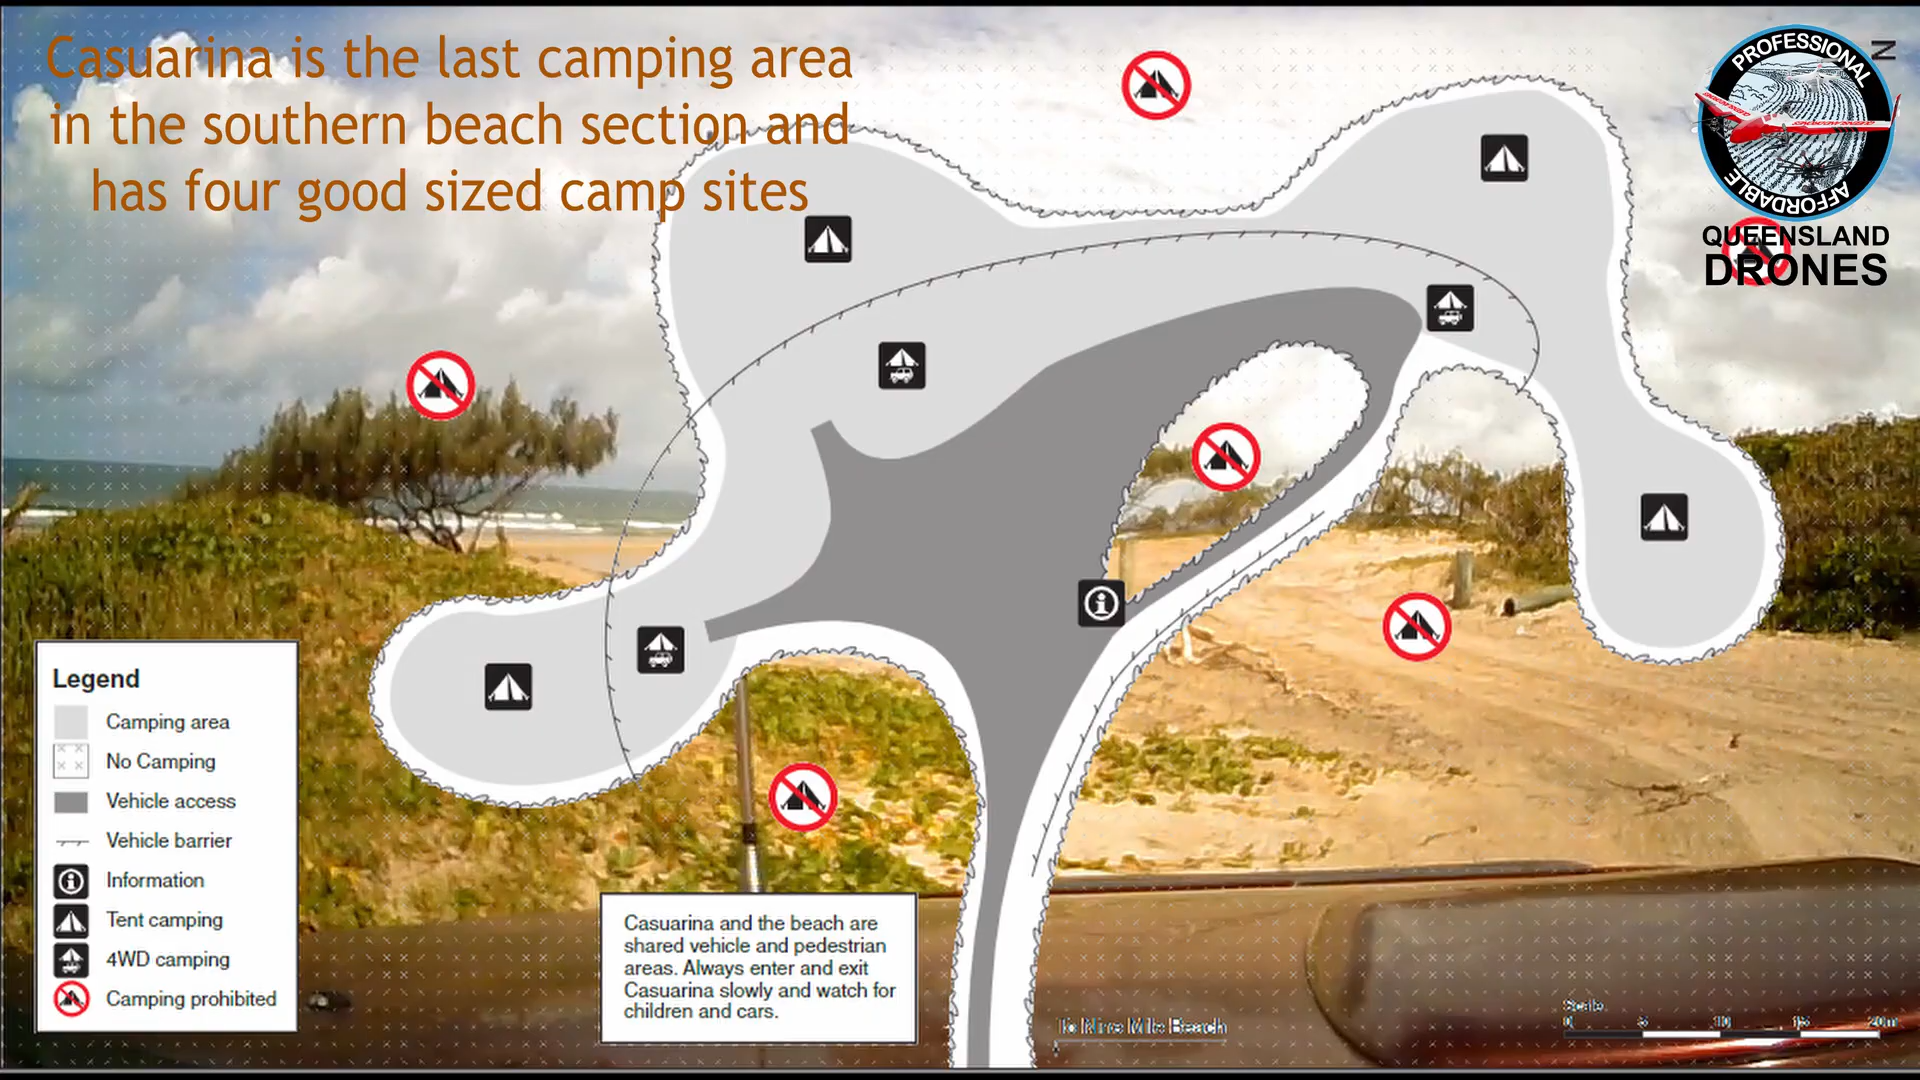 Casuarina is the last camping area
in the southern beach section and
has four good sized camp sites
N
PROFESSIONAL
AFFORDABLE
QUEENSLAND
DRONES
Legend
Camping area
No Camping
Vehicle access
Vehicle barrier
Information
Tent camping
4WD camping
Camping prohibited
Casuarina and the beach are
shared vehicle and pedestrian
areas. Always enter and exit
Casuarina slowly and watch for
children and cars.
To Nine Mile Beach
Scale
0 5 10 15 20m